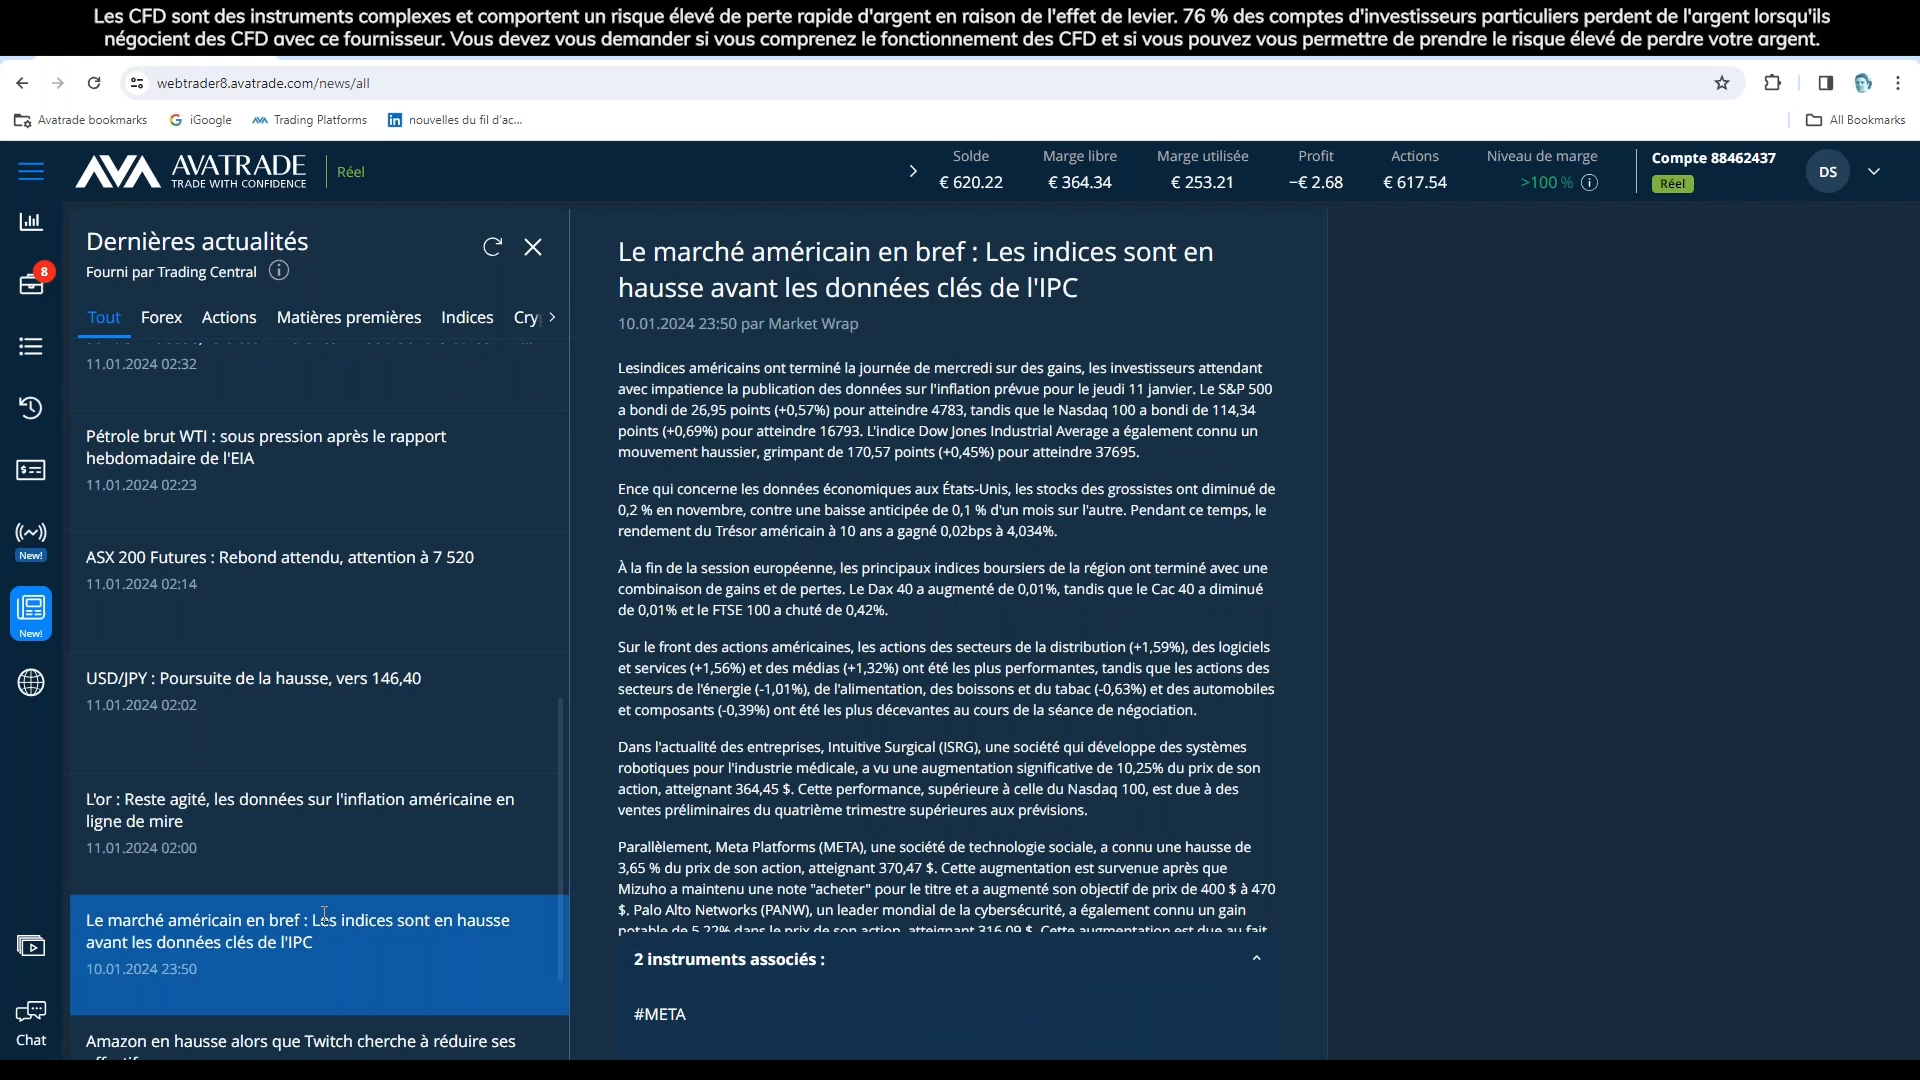 Les CFD sont des instruments complexes et comportent un risque élevé de perte rapide d'argent en raison de l'effet de levier. 76 % des comptes d'investisseurs particuliers perdent de l'argent lorsqu'ils
négocient des CFD avec ce fournisseur. Vous devez vous demander si vous comprenez le fonctionnement des CFD et si vous pouvez vous permettre de prendre le risque élevé de perdre votre argent.
webtrader8.avatrade.com/news/all
Avatrade bookmarks
iGoogle
Trading Platforms
nouvelles du fil d'ac...
All Bookmarks
AVA AVATRADE
TRADE WITH CONFIDENCE
Réel
Solde
€ 620.22
Marge libre
€ 364.34
Marge utilisée
€ 253.21
Profit
−€ 2.68
Actions
€ 617.54
Niveau de marge
>100 %
Compte 88462437
Réel
DS
8
New!
New!
Chat
Dernières actualités
Fourni par Trading Central
Tout Forex Actions Matières premières Indices Cry
11.01.2024 02:32
Pétrole brut WTI : sous pression après le rapport
hebdomadaire de l'EIA
11.01.2024 02:23
ASX 200 Futures : Rebond attendu, attention à 7 520
11.01.2024 02:14
USD/JPY : Poursuite de la hausse, vers 146,40
11.01.2024 02:02
L'or : Reste agité, les données sur l'inflation américaine en
ligne de mire
11.01.2024 02:00
Le marché américain en bref : Les indices sont en hausse
avant les données clés de l'IPC
10.01.2024 23:50
Amazon en hausse alors que Twitch cherche à réduire ses
Le marché américain en bref : Les indices sont en
hausse avant les données clés de l'IPC
10.01.2024 23:50 par Market Wrap
Lesindices américains ont terminé la journée de mercredi sur des gains, les investisseurs attendant
avec impatience la publication des données sur l'inflation prévue pour le jeudi 11 janvier. Le S&P 500
a bondi de 26,95 points (+0,57%) pour atteindre 4783, tandis que le Nasdaq 100 a bondi de 114,34
points (+0,69%) pour atteindre 16793. L'indice Dow Jones Industrial Average a également connu un
mouvement haussier, grimpant de 170,57 points (+0,45%) pour atteindre 37695.
Ence qui concerne les données économiques aux États-Unis, les stocks des grossistes ont diminué de
0,2 % en novembre, contre une baisse anticipée de 0,1 % d'un mois sur l'autre. Pendant ce temps, le
rendement du Trésor américain à 10 ans a gagné 0,02bps à 4,034%.
À la fin de la session européenne, les principaux indices boursiers de la région ont terminé avec une
combinaison de gains et de pertes. Le Dax 40 a augmenté de 0,01%, tandis que le Cac 40 a diminué
de 0,01% et le FTSE 100 a chuté de 0,42%.
Sur le front des actions américaines, les actions des secteurs de la distribution (+1,59%), des logiciels
et services (+1,56%) et des médias (+1,32%) ont été les plus performantes, tandis que les actions des
secteurs de l'énergie (-1,01%), de l'alimentation, des boissons et du tabac (-0,63%) et des automobiles
et composants (-0,39%) ont été les plus décevantes au cours de la séance de négociation.
Dans l'actualité des entreprises, Intuitive Surgical (ISRG), une société qui développe des systèmes
robotiques pour l'industrie médicale, a vu une augmentation significative de 10,25% du prix de son
action, atteignant 364,45 $. Cette performance, supérieure à celle du Nasdaq 100, est due à des
ventes préliminaires du quatrième trimestre supérieures aux prévisions.
Parallèlement, Meta Platforms (META), une société de technologie sociale, a connu une hausse de
3,65 % du prix de son action, atteignant 370,47 $. Cette augmentation est survenue après que
Mizuho a maintenu une note "acheter" pour le titre et a augmenté son objectif de prix de 400 $ à 470
$. Palo Alto Networks (PANW), un leader mondial de la cybersécurité, a également connu un gain
notable de 5,22% dans le prix de son action, atteignant 316,09 $. Cette augmentation est due au fait
2 instruments associés :
#META